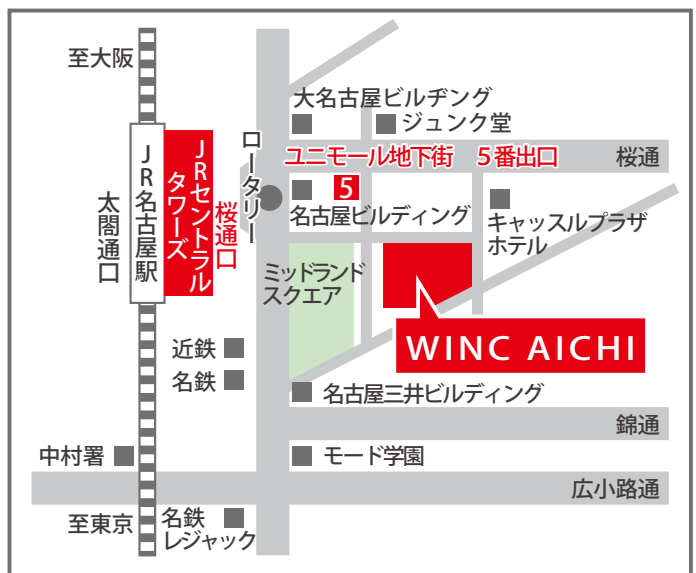 至大阪
大名古屋ビルヂング
ジュンク堂
ロータリー
ユニモール地下街 5番出口
桜通
JR名古屋駅
JRセントラル
タワーズ
桜通口
太閤通口
5
名古屋ビルディング
キャッスルプラザ
ホテル
ミッドランド
スクエア
WINC AICHI
近鉄
名鉄
名古屋三井ビルディング
錦通
中村署
モード学園
広小路通
至東京
名鉄
レジャック